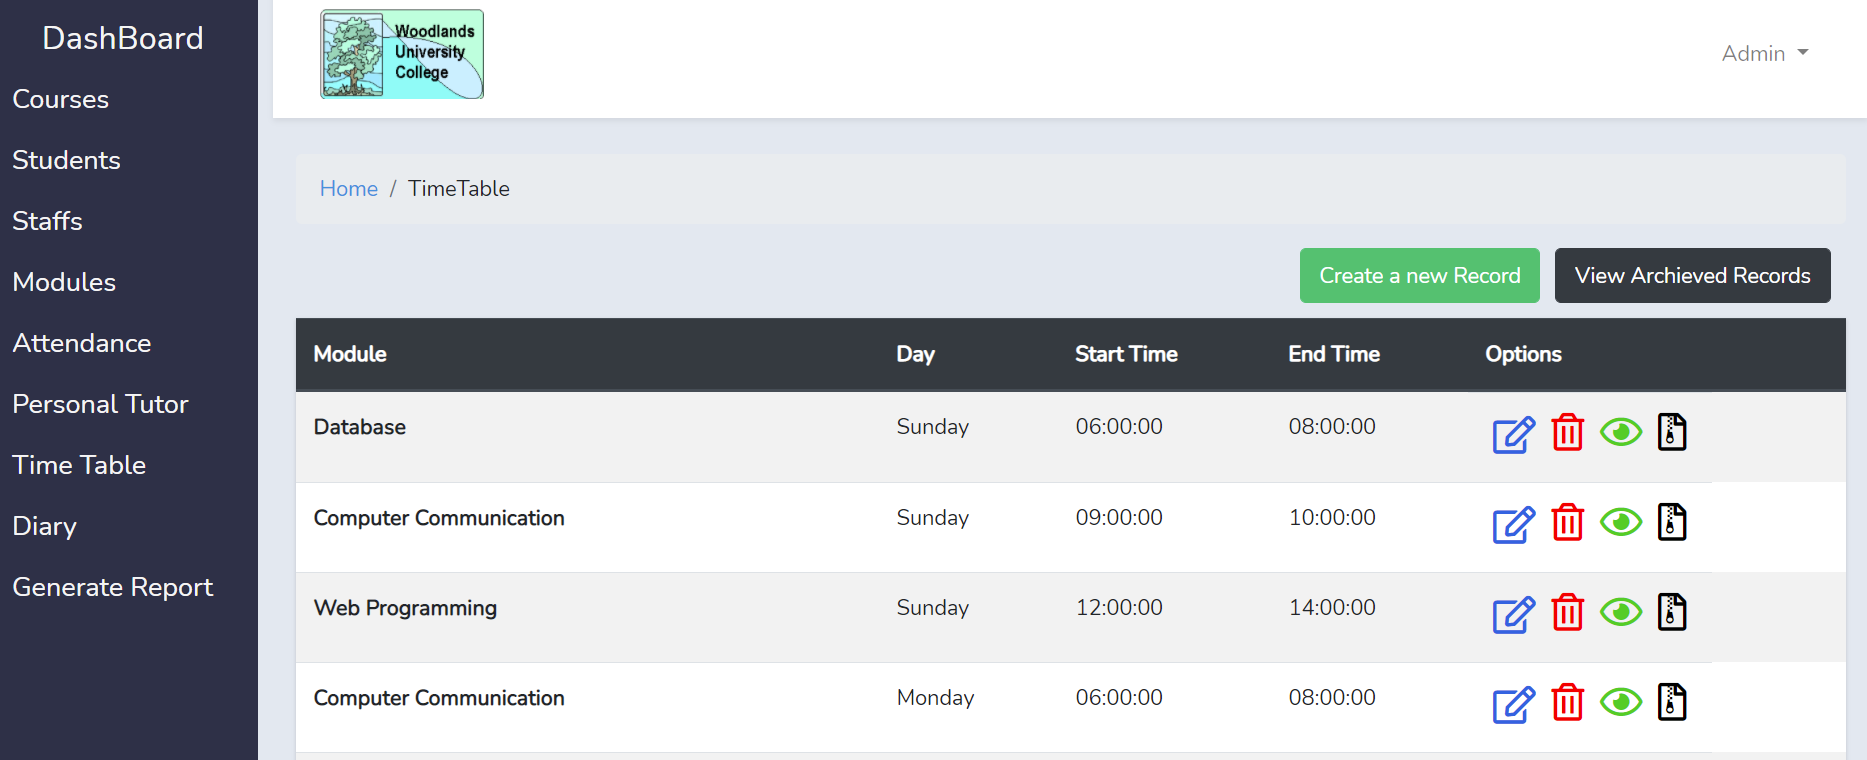 DashBoard
Courses
Students
Staffs
Modules
Attendance
Personal Tutor
Time Table
Diary
Generate Report
Woodlands
University
College
Admin
Home / TimeTable
Create a new Record View Archieved Records
Module Day Start Time End Time Options
Database Sunday 06:00:00 08:00:00
Computer Communication Sunday 09:00:00 10:00:00
Web Programming Sunday 12:00:00 14:00:00
Computer Communication Monday 06:00:00 08:00:00